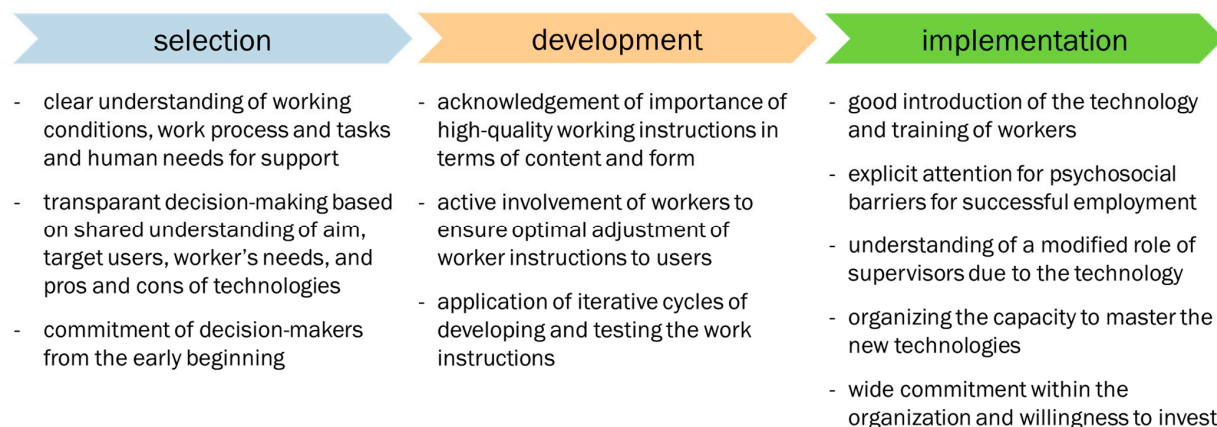 selection
- clear understanding of working
conditions, work process and tasks
and human needs for support
- transparant decision-making based
on shared understanding of aim,
target users, worker's needs, and
pros and cons of technologies
- commitment of decision-makers
from the early beginning
development
- acknowledgement of importance of
high-quality working instructions in
terms of content and form
- active involvement of workers to
ensure optimal adjustment of
worker instructions to users
- application of iterative cycles of
developing and testing the work
instructions
implementation
- good introduction of the technology
and training of workers
- explicit attention for psychosocial
barriers for successful employment
- understanding of a modified role of
supervisors due to the technology
- organizing the capacity to master the
new technologies
- wide commitment within the
organization and willingness to invest